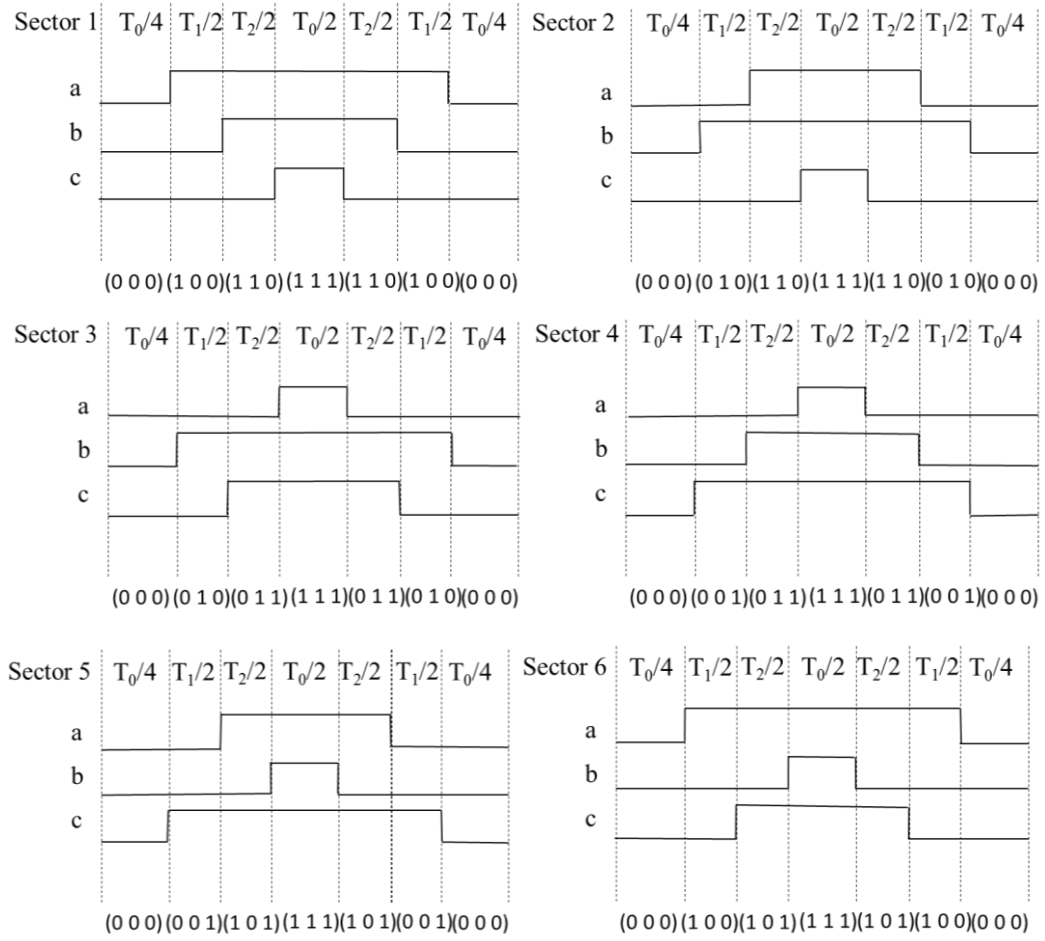 Sector 1 T₀/4 T₁/2 T₂/2 T₀/2 T₂/2 T₁/2 T₀/4
a
b
c
(0 0 0)(1 0 0)(1 1 0)(1 1 1)(1 1 0)(1 0 0)(0 0 0)
Sector 2 T₀/4 T₁/2 T₂/2 T₀/2 T₂/2 T₁/2 T₀/4
a
b
c
(0 0 0)(0 1 0)(1 1 0)(1 1 1)(1 1 0)(0 1 0)(0 0 0)
Sector 3 T₀/4 T₁/2 T₂/2 T₀/2 T₂/2 T₁/2 T₀/4
a
b
c
(0 0 0)(0 1 0)(0 1 1)(1 1 1)(0 1 1)(0 1 0)(0 0 0)
Sector 4 T₀/4 T₁/2 T₂/2 T₀/2 T₂/2 T₁/2 T₀/4
a
b
c
(0 0 0)(0 0 1)(0 1 1)(1 1 1)(0 1 1)(0 0 1)(0 0 0)
Sector 5 T₀/4 T₁/2 T₂/2 T₀/2 T₂/2 T₁/2 T₀/4
a
b
c
(0 0 0)(0 0 1)(1 0 1)(1 1 1)(1 0 1)(0 0 1)(0 0 0)
Sector 6 T₀/4 T₁/2 T₂/2 T₀/2 T₂/2 T₁/2 T₀/4
a
b
c
(0 0 0)(1 0 0)(1 0 1)(1 1 1)(1 0 1)(1 0 0)(0 0 0)